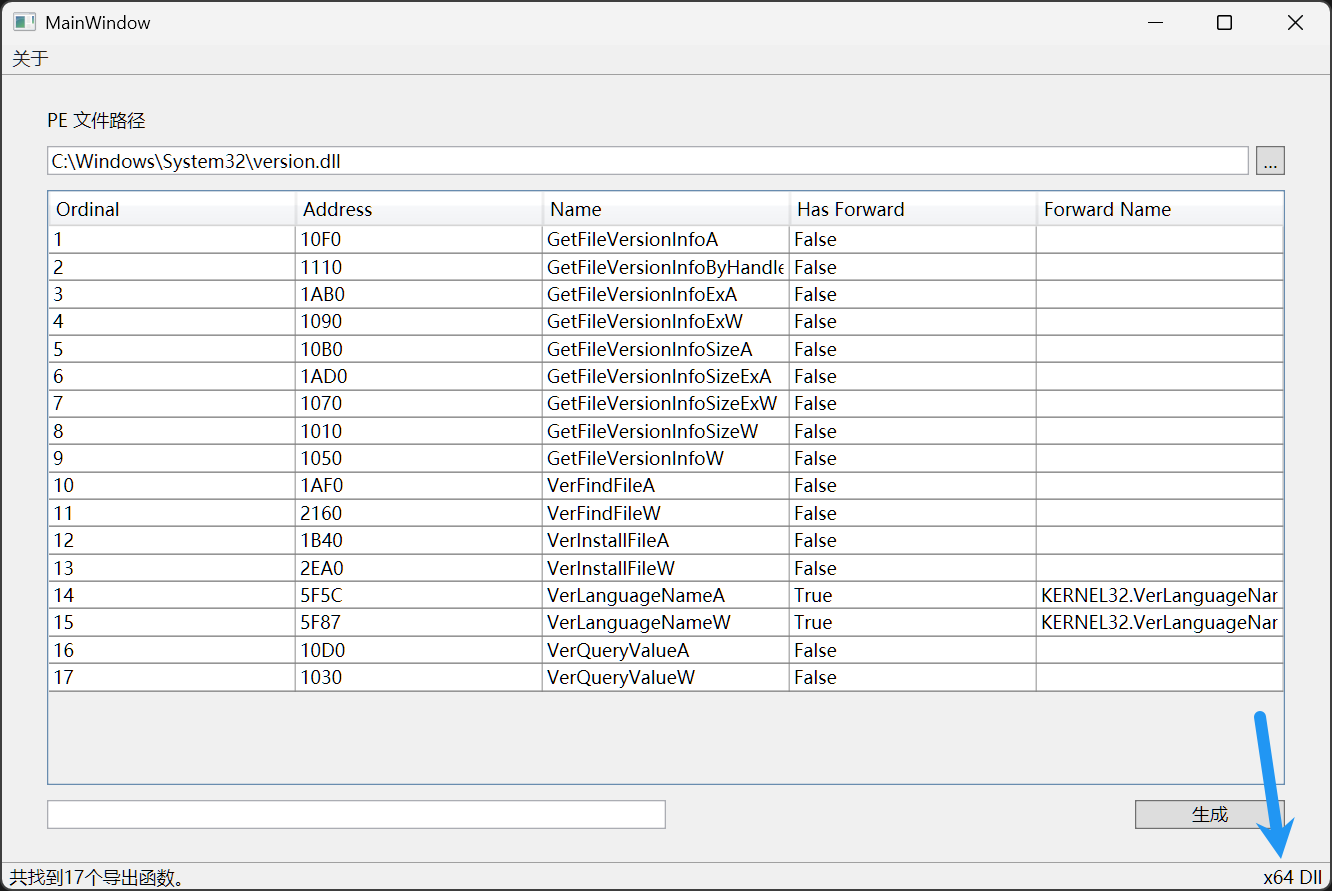 MainWindow
关于
PE 文件路径
C:\Windows\System32\version.dll ...
Ordinal Address Name Has Forward Forward Name
1 10F0 GetFileVersionInfoA False
2 1110 GetFileVersionInfoByHandle False
3 1AB0 GetFileVersionInfoExA False
4 1090 GetFileVersionInfoExW False
5 10B0 GetFileVersionInfoSizeA False
6 1AD0 GetFileVersionInfoSizeExA False
7 1070 GetFileVersionInfoSizeExW False
8 1010 GetFileVersionInfoSizeW False
9 1050 GetFileVersionInfoW False
10 1AF0 VerFindFileA False
11 2160 VerFindFileW False
12 1B40 VerInstallFileA False
13 2EA0 VerInstallFileW False
14 5F5C VerLanguageNameA True KERNEL32.VerLanguageNar
15 5F87 VerLanguageNameW True KERNEL32.VerLanguageNar
16 10D0 VerQueryValueA False
17 1030 VerQueryValueW False
生成
共找到17个导出函数。 x64 Dll